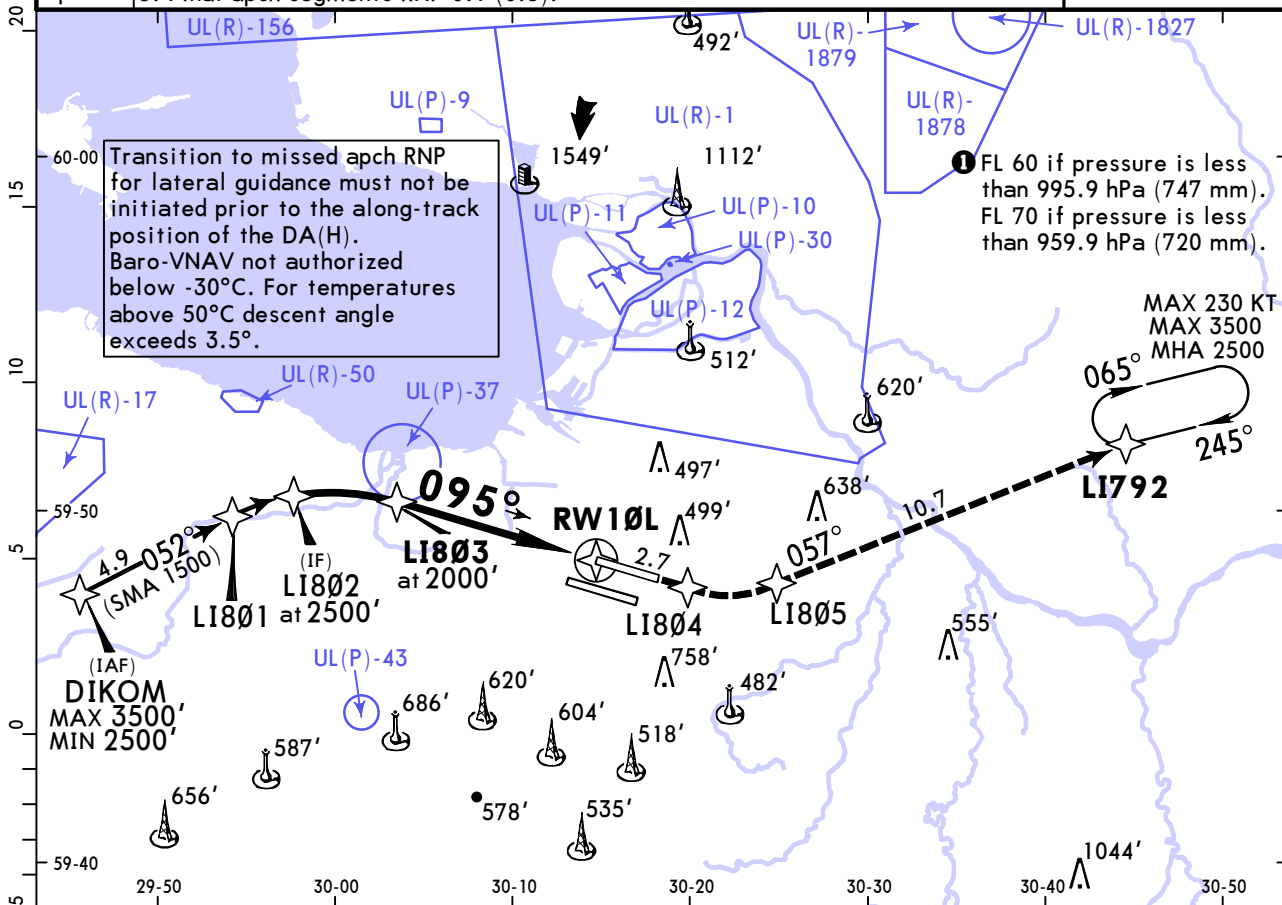 20
UL(R)-156
492'
UL(R)-
1879
UL(R)-1827
UL(P)-9
UL(R)-1
UL(R)-
1878
60-00
Transition to missed apch RNP
for lateral guidance must not be
initiated prior to the along-track
position of the DA(H).
Baro-VNAV not authorized
below -30°C. For temperatures
above 50°C descent angle
exceeds 3.5°.
1549'
1112'
1 FL 60 if pressure is less
than 995.9 hPa (747 mm).
FL 70 if pressure is less
than 959.9 hPa (720 mm).
15
UL(P)-11
UL(P)-10
UL(P)-30
UL(P)-12
512'
MAX 230 KT
MAX 3500
MHA 2500
065°
245°
10
UL(R)-50
UL(P)-37
UL(R)-17
620'
497'
638'
499'
LI792
10.7
057°
59-50
095°
RW10L
2.7
LI803
at 2000'
4.9
052°
(SMA 1500)
(IF)
LI802
at 2500'
LI801
LI804
LI805
5
(IAF)
DIKOM
MAX 3500'
MIN 2500'
UL(P)-43
758'
555'
482'
620'
686'
604'
518'
587'
0
656'
578'
535'
1044'
59-40
5
29-50
30-00
30-10
30-20
30-30
30-40
30-50